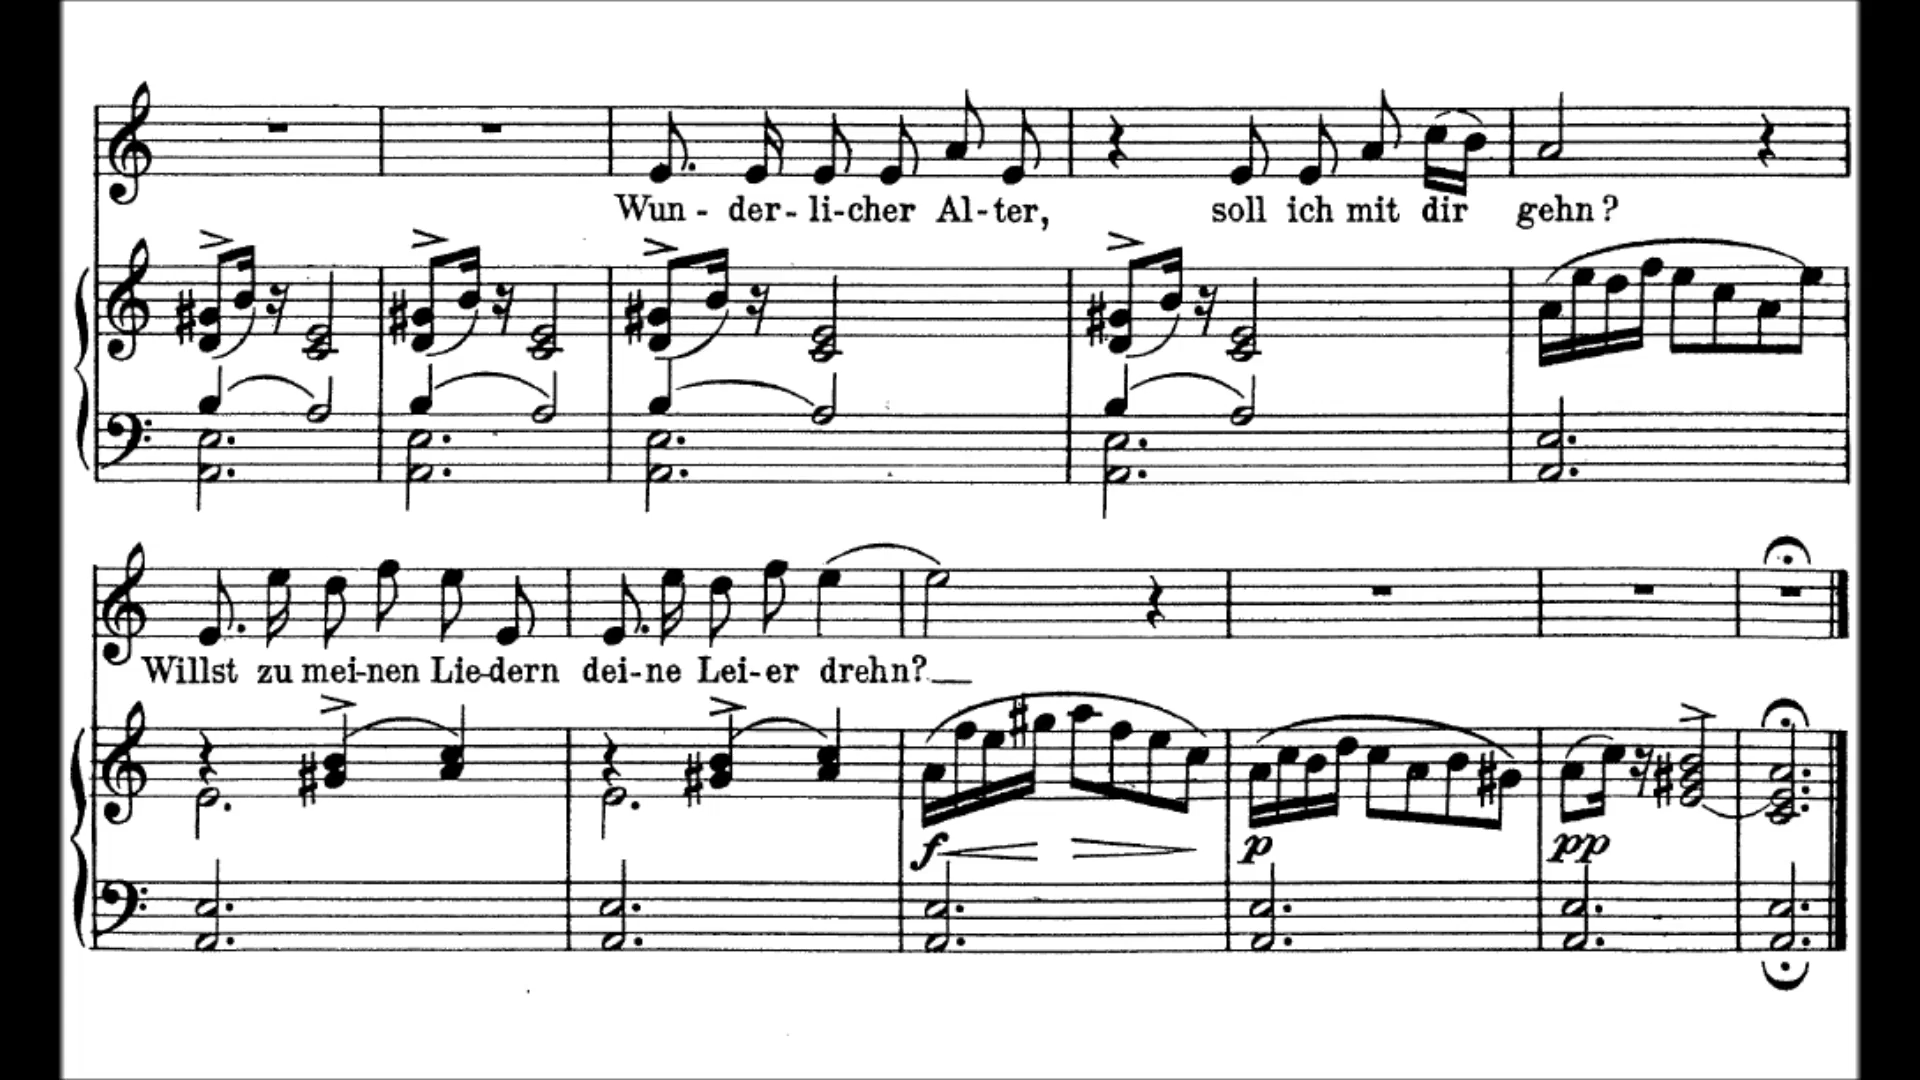 Wun - der - li - cher Al - ter, soll ich mit dir gehn?
Willst zu mei-nen Lie-dern dei-ne Lei-er drehn?
f p pp